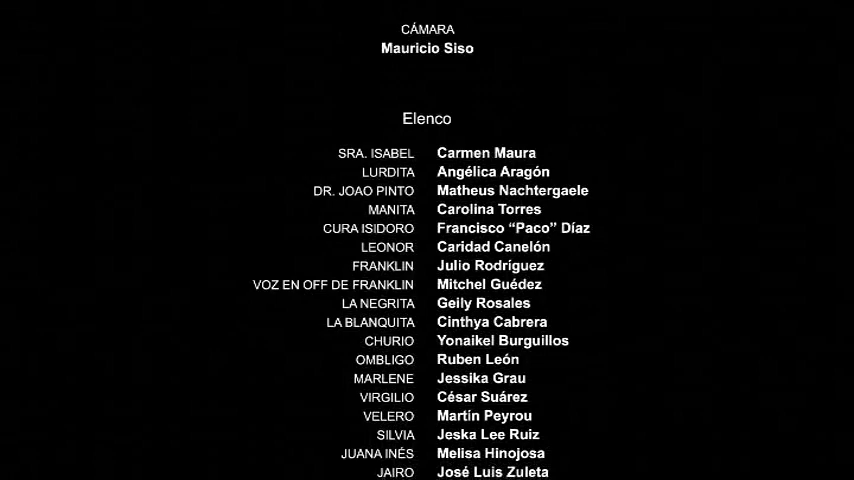 CÁMARA
Mauricio Siso
Elenco
SRA. ISABEL Carmen Maura
LURDITA Angélica Aragón
DR. JOAO PINTO Matheus Nachtergaele
MANITA Carolina Torres
CURA ISIDORO Francisco “Paco” Díaz
LEONOR Caridad Canelón
FRANKLIN Julio Rodríguez
VOZ EN OFF DE FRANKLIN Mitchel Guédez
LA NEGRITA Geily Rosales
LA BLANQUITA Cinthya Cabrera
CHURIO Yonaikel Burguillos
OMBLIGO Ruben León
MARLENE Jessika Grau
VIRGILIO César Suárez
VELERO Martín Peyrou
SILVIA Jeska Lee Ruiz
JUANA INÉS Melisa Hinojosa
JAIRO José Luis Zuleta